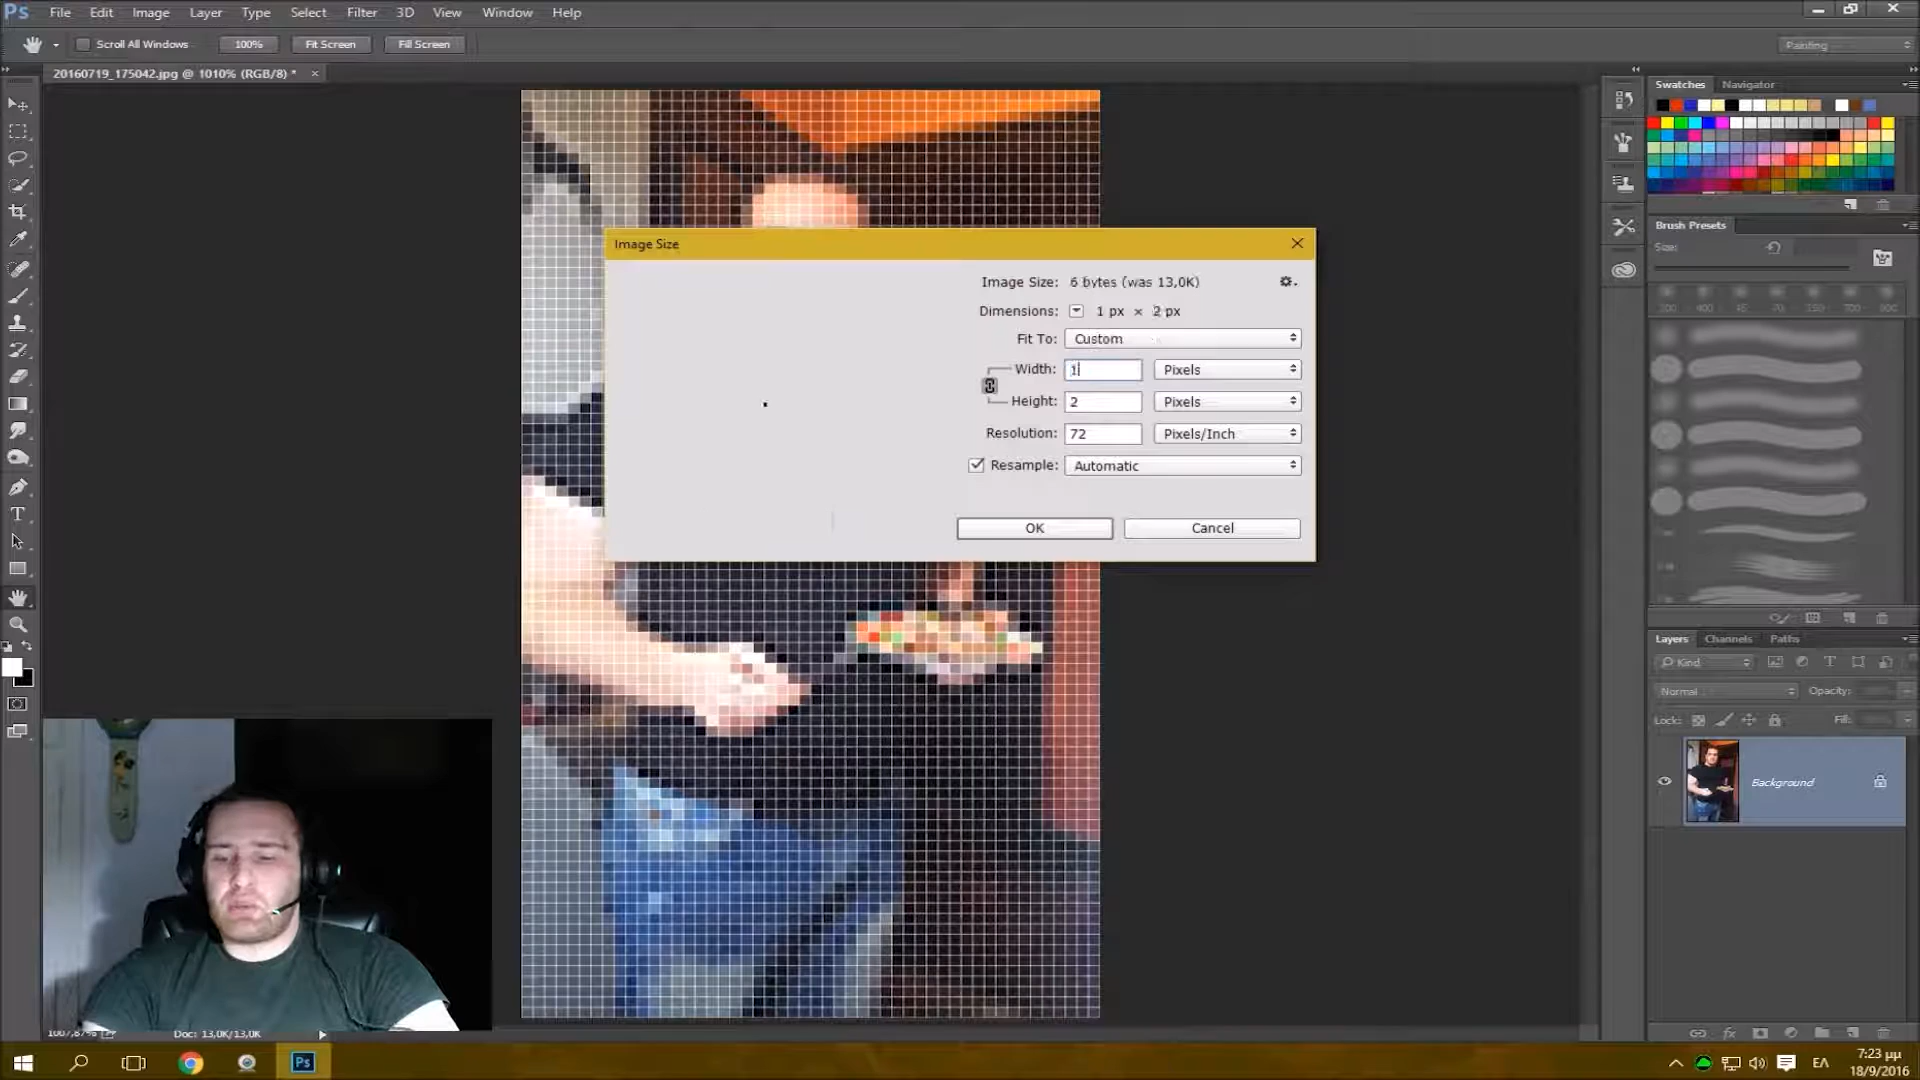 Ps File Edit Image Layer Type Select Filter 3D View Window Help
Scroll All Windows 100% Fit Screen Fill Screen Painting
20160719_175042.jpg @ 1010% (RGB/8) * ×
Swatches Navigator
Brush Presets
Size:
Image Size
Image Size: 6 bytes (was 13,0K)
Dimensions: 1 px × 2 px
Fit To: Custom
Width: 1 Pixels
Height: 2 Pixels
Resolution: 72 Pixels/Inch
Resample: Automatic
OK Cancel
Layers Channels Paths
Kind
Normal Opacity:
Lock: Fill:
Background
Doc: 13,0K/13,0K
Ps
ΕΛ
7:23 μμ
18/9/2016